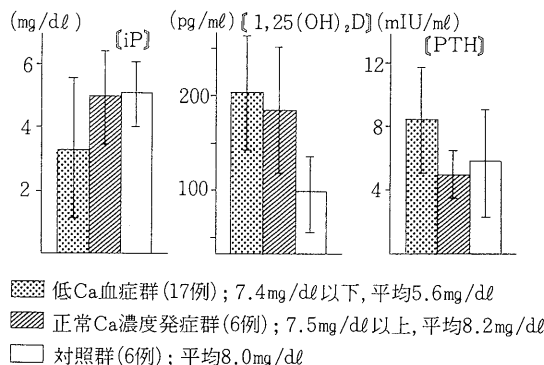 (mg/dℓ)
〔iP〕
6
4
2
(pg/mℓ)〔1,25(OH)₂D〕
200
100
(mIU/mℓ)
〔PTH〕
12
8
4
低Ca血症群(17例);7.4mg/dℓ以下,平均5.6mg/dℓ
正常Ca濃度発症群(6例);7.5mg/dℓ以上,平均8.2mg/dℓ
対照群(6例);平均8.0mg/dℓ